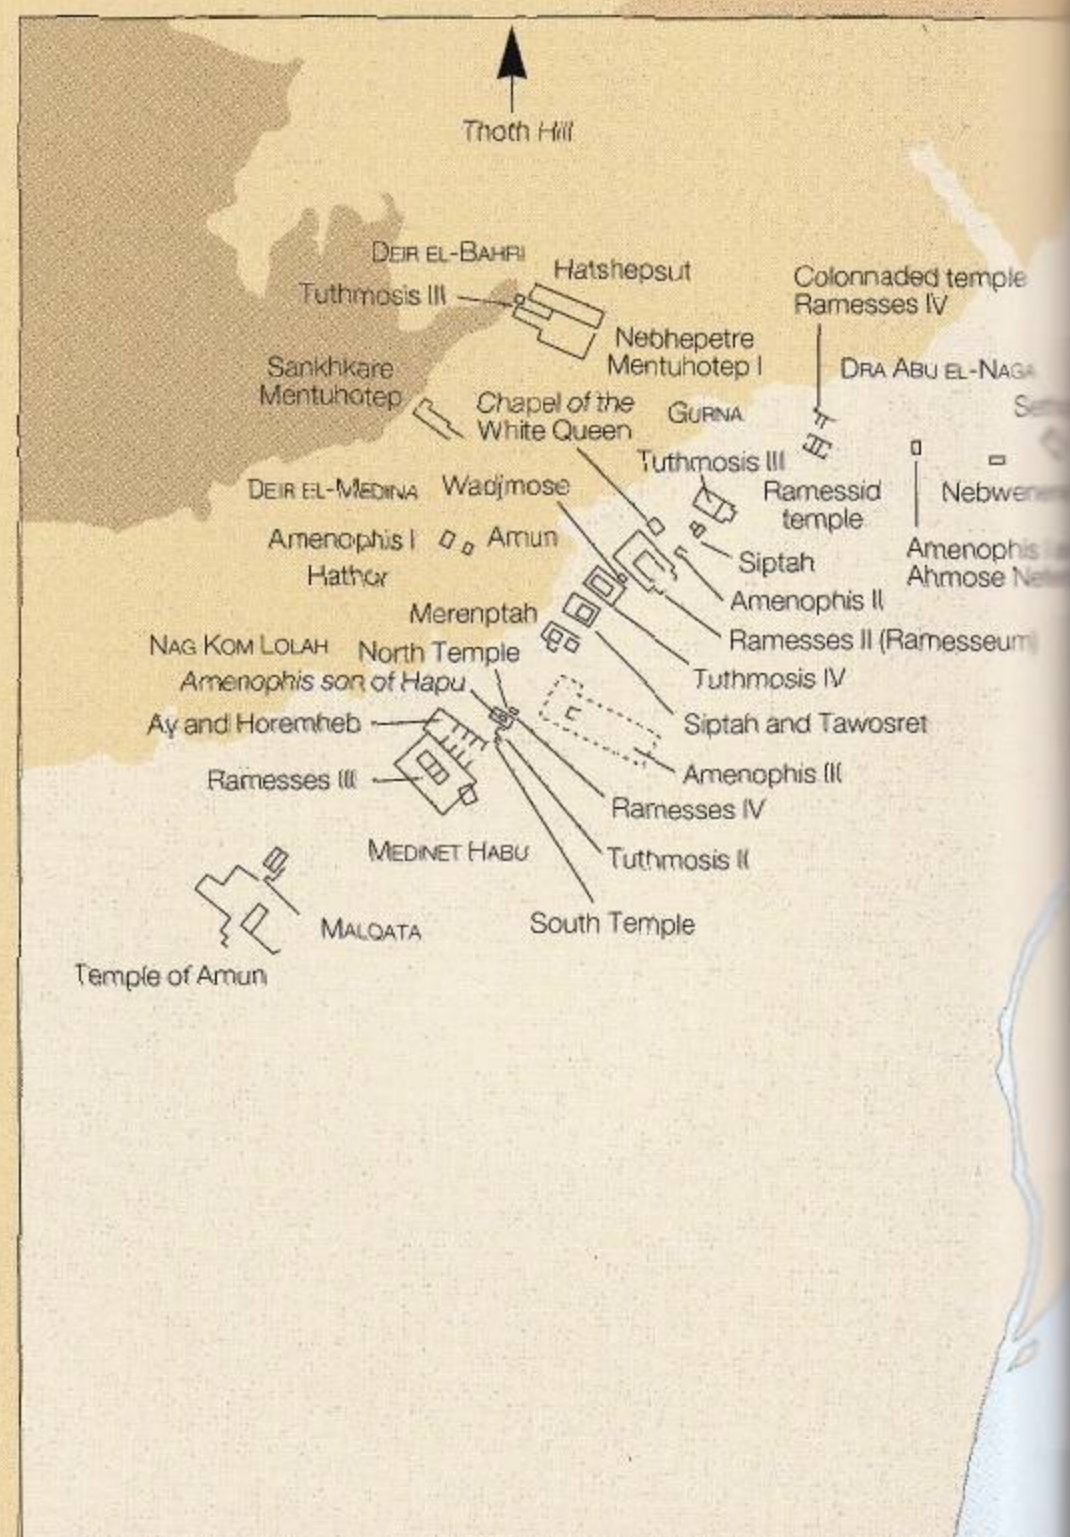 Thoth Hill
DEIR EL-BAHRI
Hatshepsut
Tuthmosis III
Colonnaded temple
Ramesses IV
Nebhepetre
Mentuhotep I
Sankhkare
Mentuhotep
DRA ABU EL-NAGA
Chapel of the
White Queen
GURNA
Tuthmosis III
DEIR EL-MEDINA
Wadjmose
Ramessid
temple
Amenophis I
Amun
Siptah
Amenophis
Ahmose
Hathor
Amenophis II
Merenptah
Ramesses II (Ramesseum)
NAG KOM LOLAH
North Temple
Tuthmosis IV
Amenophis son of Hapu
Ay and Horemheb
Siptah and Tawosret
Ramesses III
Amenophis III
Ramesses IV
MEDINET HABU
Tuthmosis II
South Temple
MALQATA
Temple of Amun